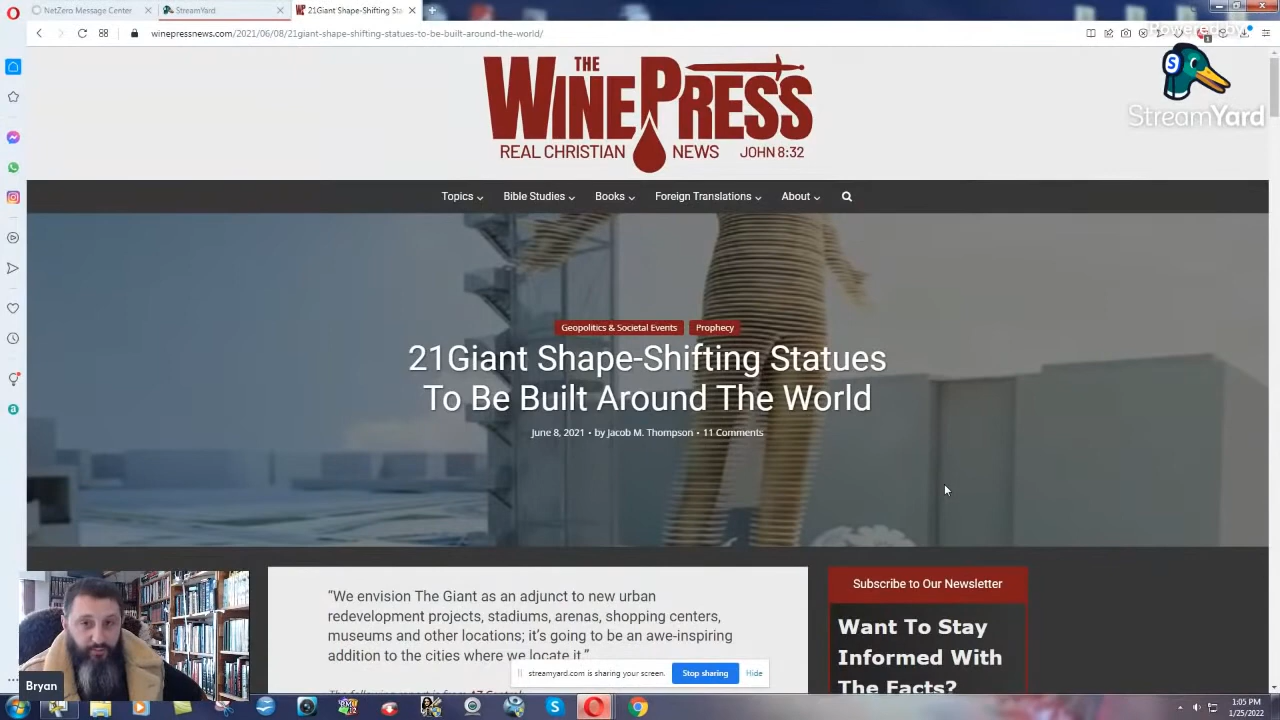 NetZero Message Center
StreamYard
21Giant Shape-Shifting Sta
winepressnews.com/2021/06/08/21giant-shape-shifting-statues-to-be-built-around-the-world/
Powered by
S
StreamYard
THE
WINEPRESS
REAL CHRISTIAN NEWS JOHN 8:32
Topics
Bible Studies
Books
Foreign Translations
About
Geopolitics & Societal Events
Prophecy
21Giant Shape-Shifting Statues
To Be Built Around The World
June 8, 2021 • by Jacob M. Thompson • 11 Comments
“We envision The Giant as an adjunct to new urban
redevelopment projects, stadiums, arenas, shopping centers,
museums and other locations; it’s going to be an awe-inspiring
addition to the cities where we locate it.”
Subscribe to Our Newsletter
Want To Stay
Informed With
The Facts?
streamyard.com is sharing your screen.
Stop sharing
Hide
Bryan
1:05 PM
1/25/2022